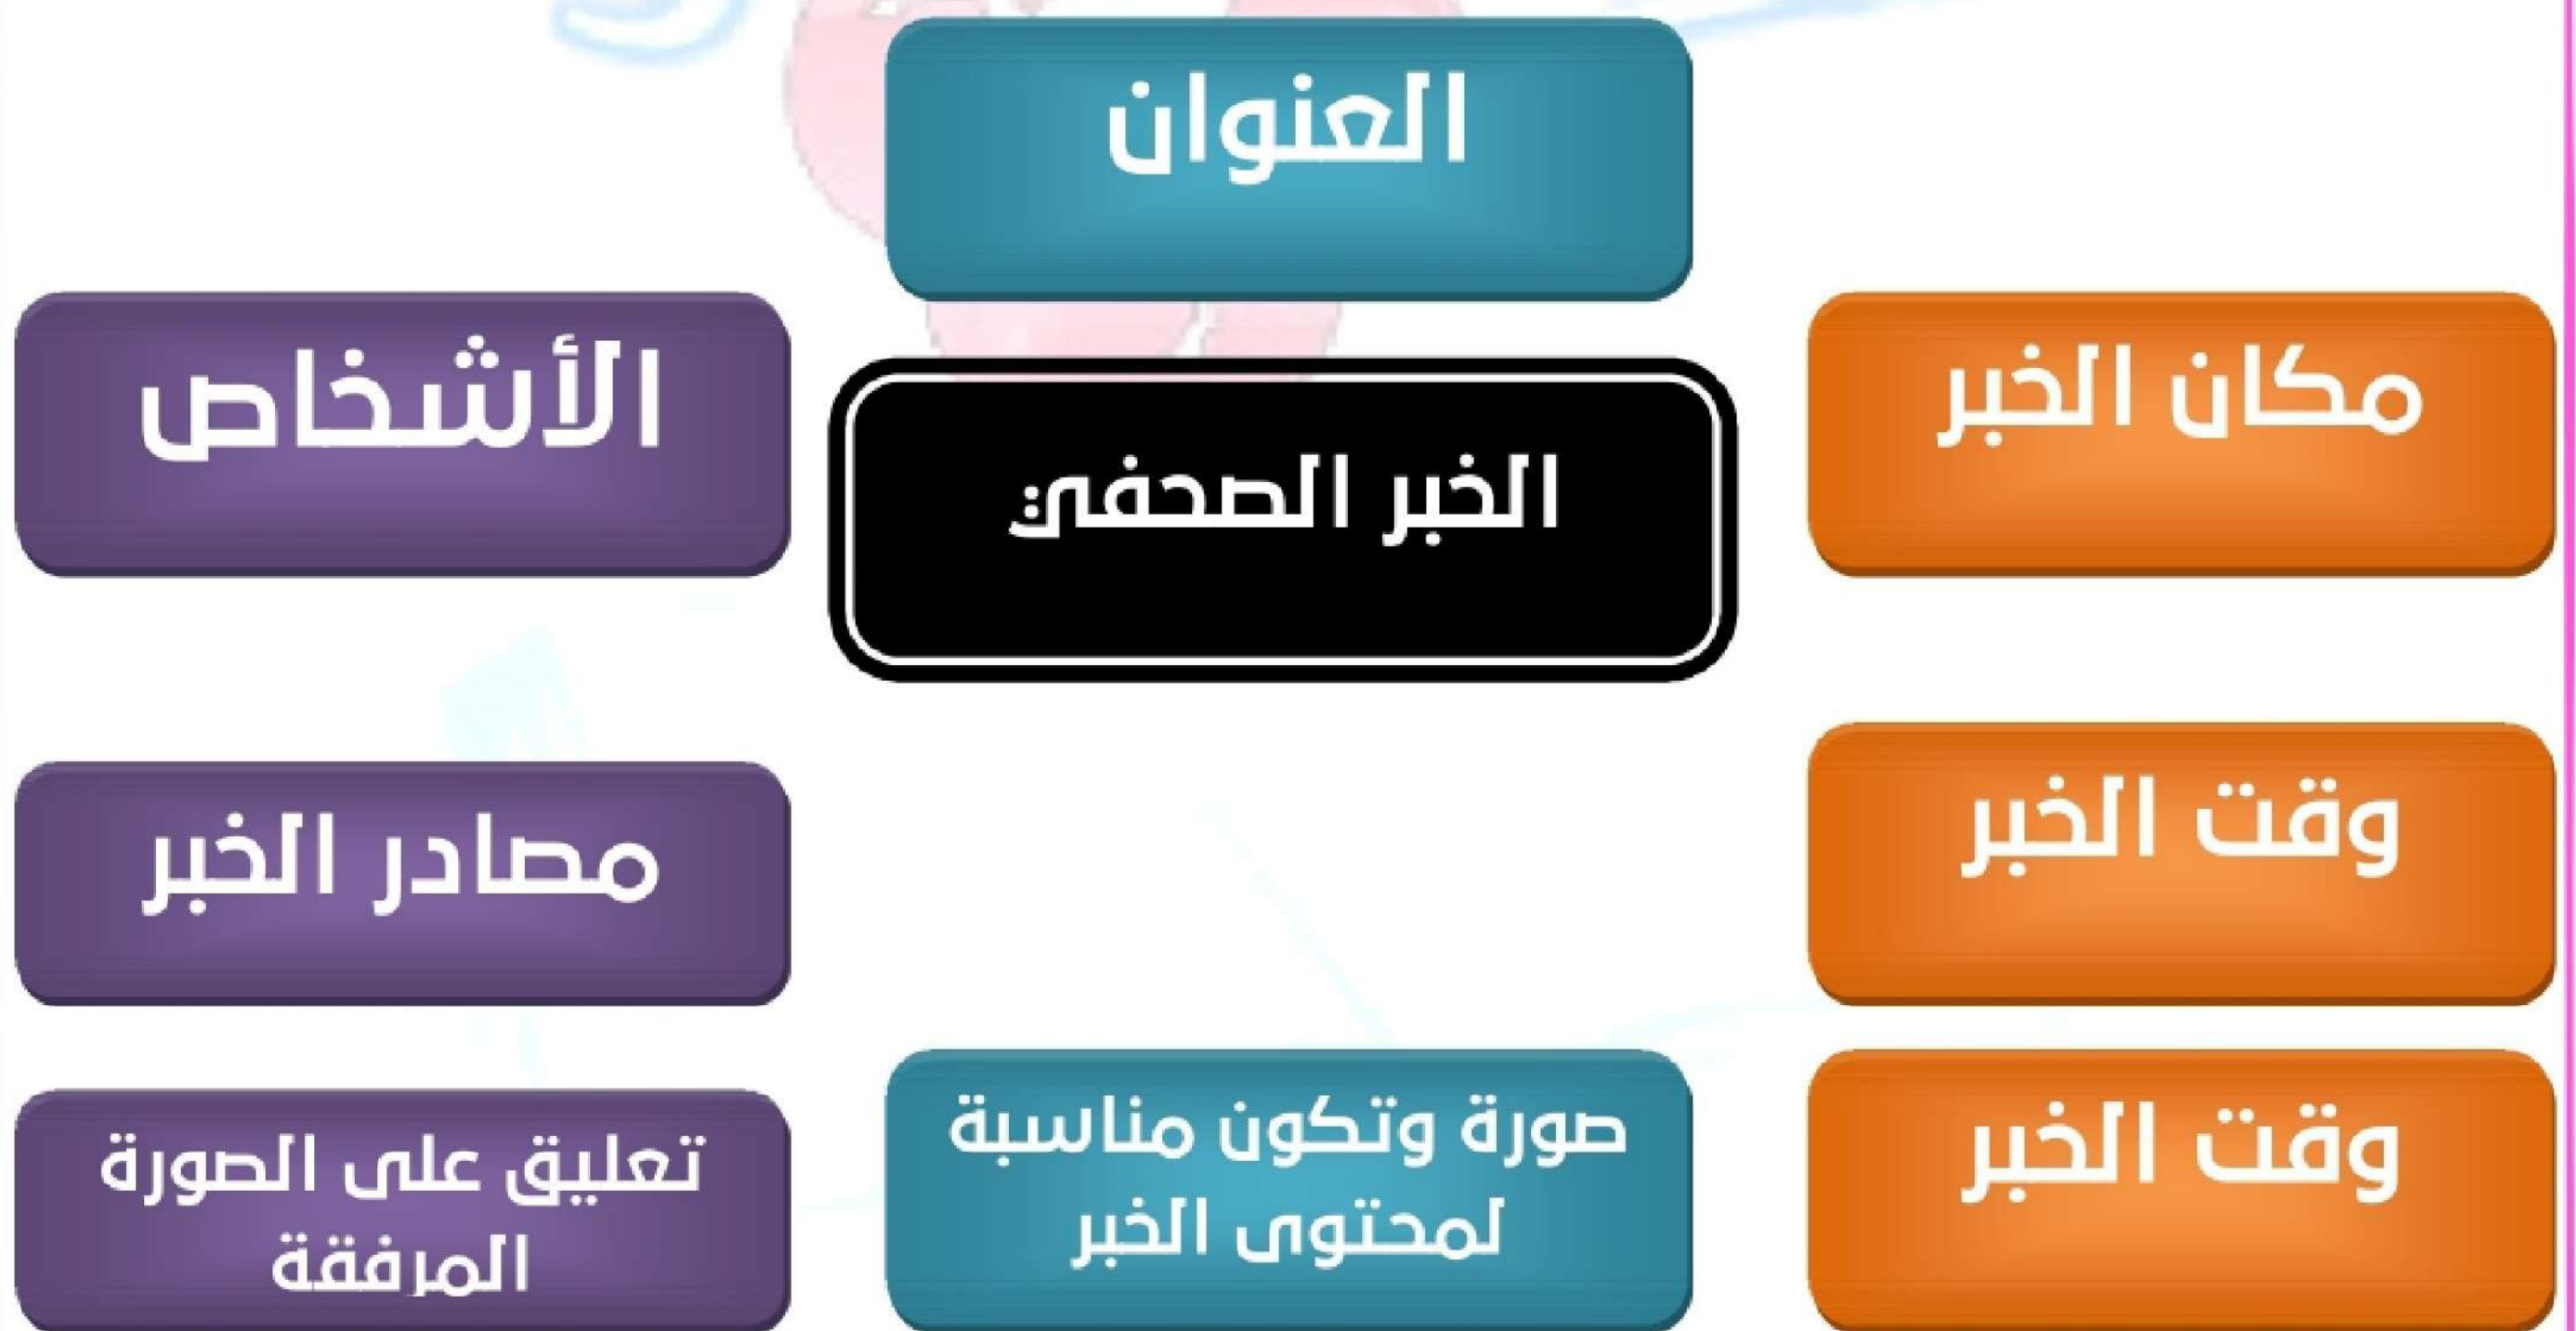 العنوان
مكان الخبر
الأشخاص
الخبر الصحفي:
وقت الخبر
مصادر الخبر
وقت الخبر
صورة وتكون مناسبة
لمحتوى الخبر
تعليق على الصورة
المرفقة